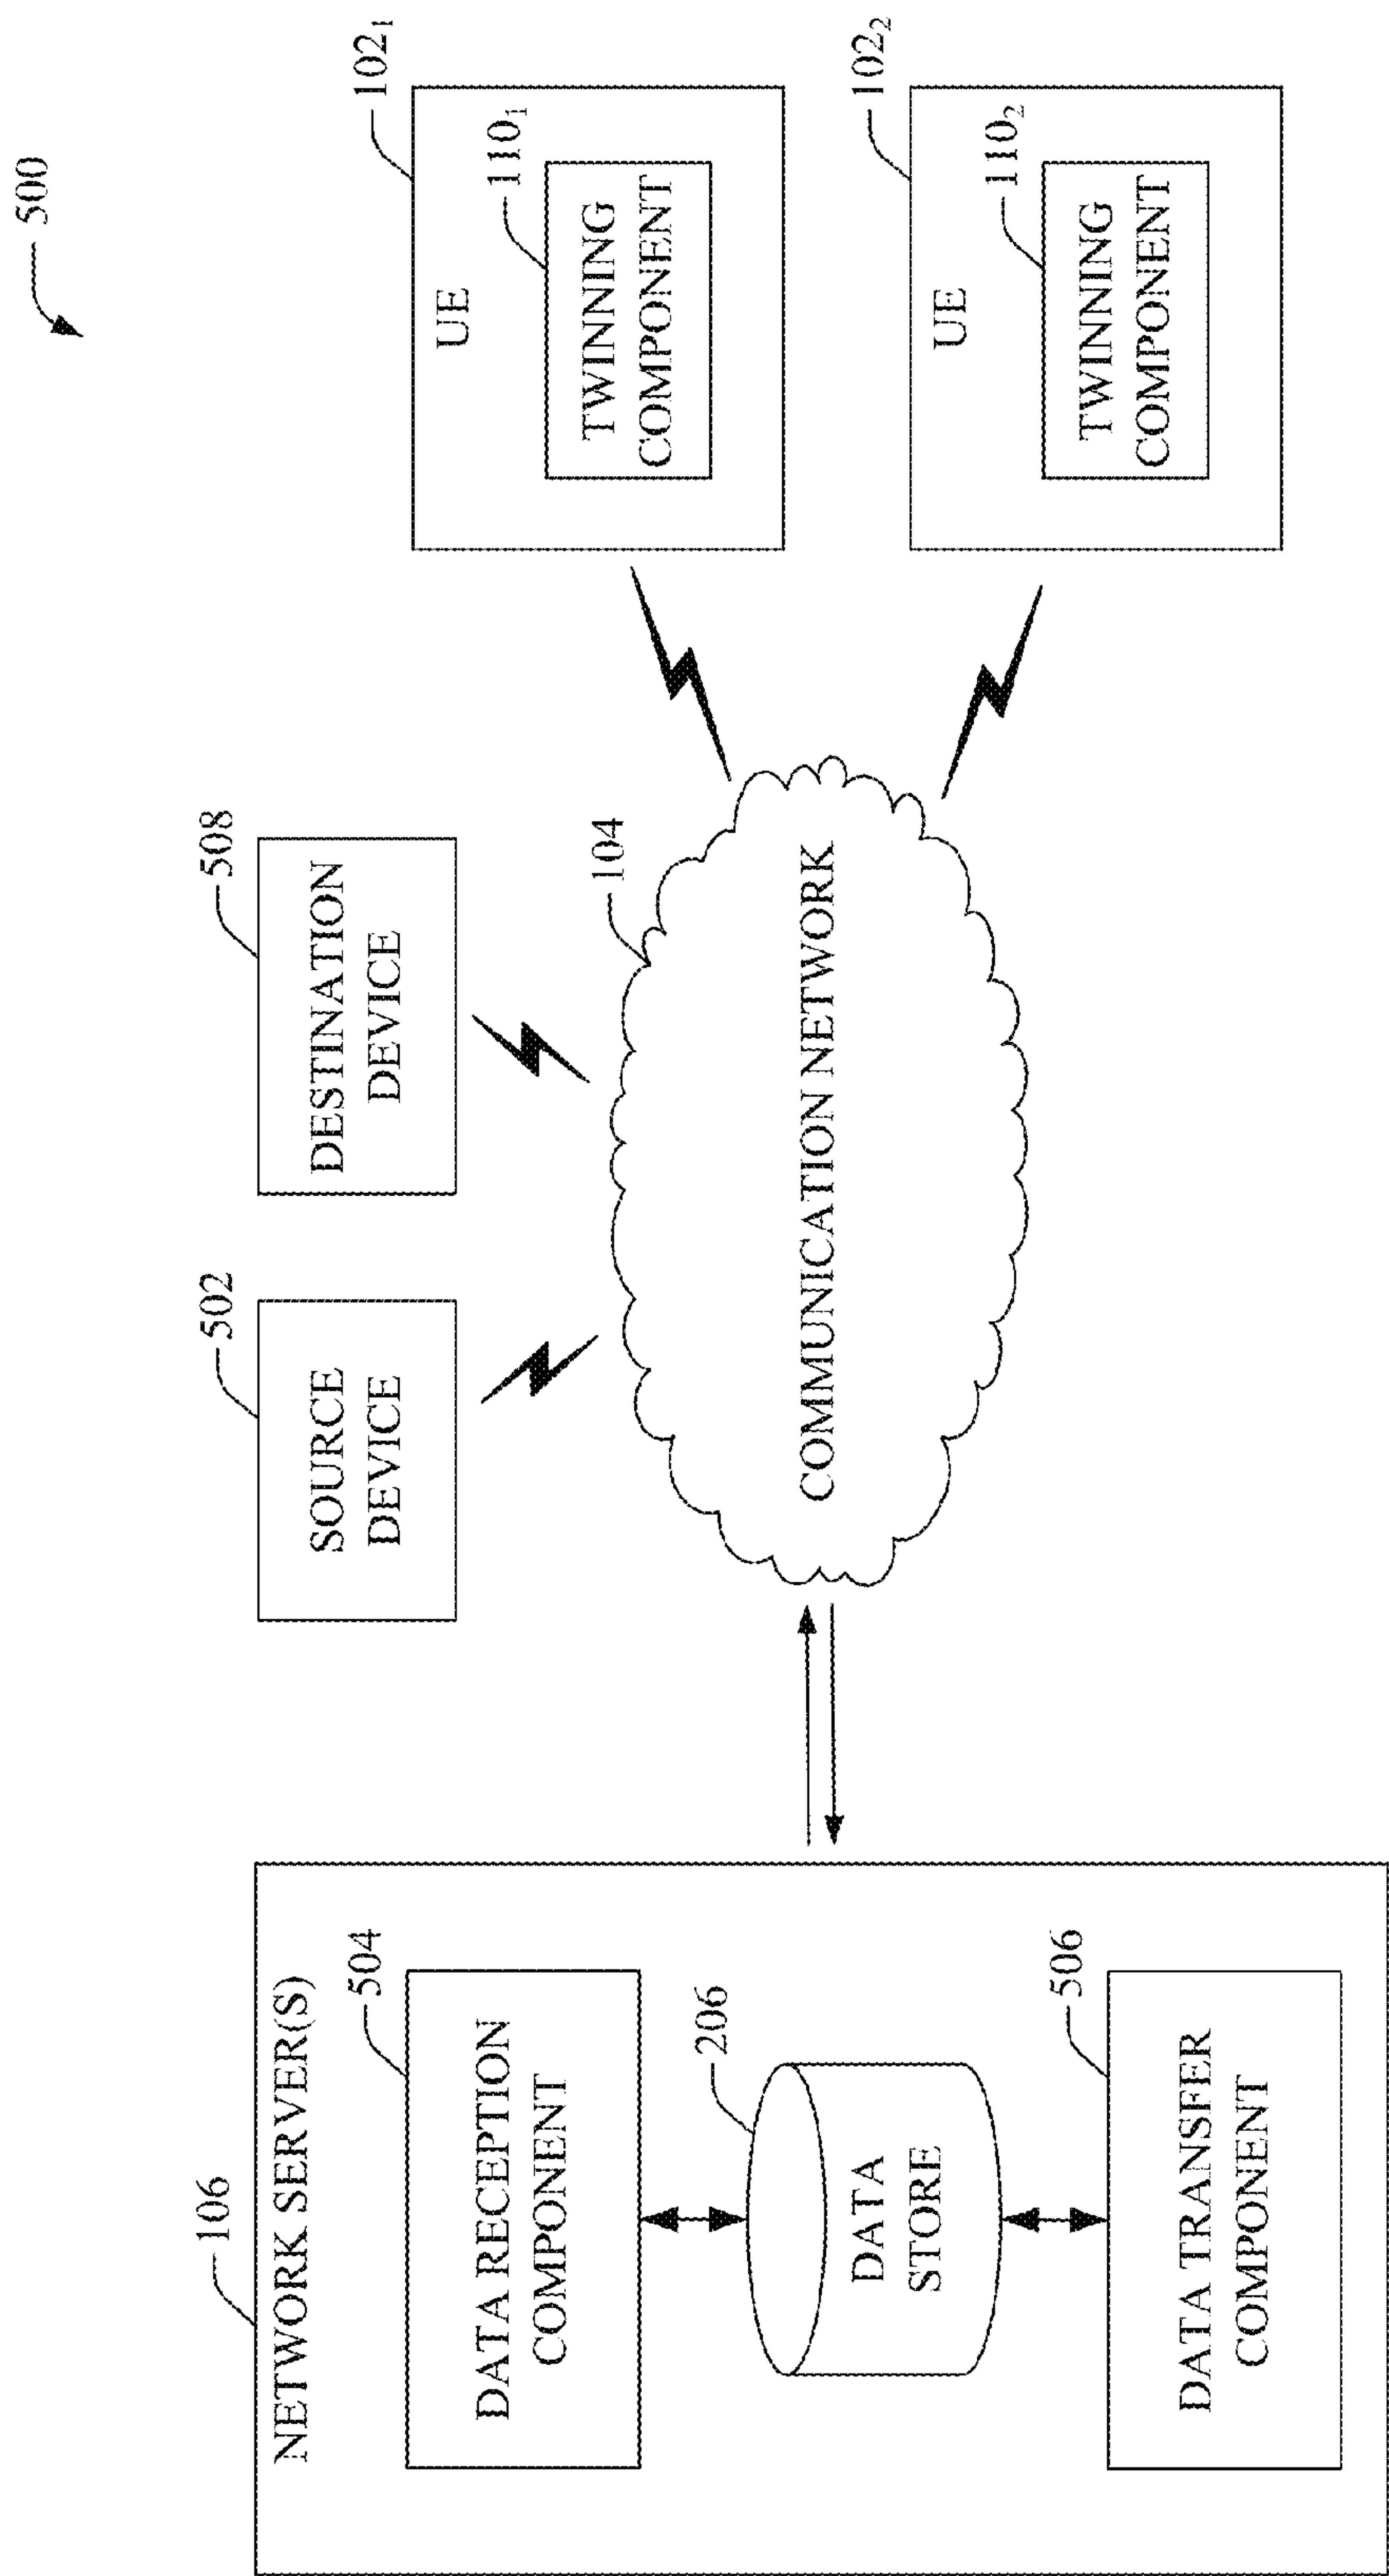 500
106
NETWORK SERVER(S)
504
DATA RECEPTION
COMPONENT
206
DATA
STORE
506
DATA TRANSFER
COMPONENT
502
SOURCE
DEVICE
508
DESTINATION
DEVICE
104
COMMUNICATION NETWORK
102₁
UE
110₁
TWINNING
COMPONENT
102₂
UE
110₂
TWINNING
COMPONENT